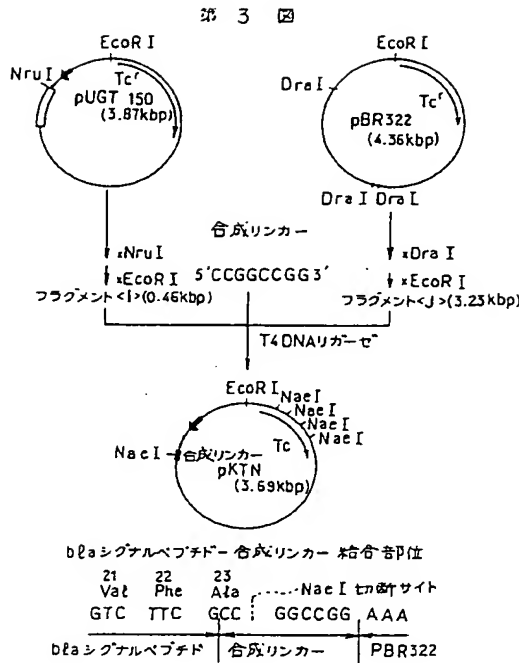 第 3 図
EcoR I
NruI
Tcʳ
pUGT 150
(3.87kbp)
EcoR I
DraI
Tcʳ
pBR322
(4.36kbp)
Dra I Dra I
合成リンカー
×NruI
×EcoR I
5'CCGGCCGG3'
×Dra I
×EcoR I
フラグメント<i>(0.46kbp)
フラグメント<j>(3.23kbp)
T4DNAリガーゼ
EcoR I
NaeI
NaeI
NaeI
NaeI
NaeI
合成リンカー
Tc
pKTN
(3.69kbp)
blaシグナルペプチド-合成リンカー 結合部位
21 22 23
Val Phe Ala NaeI 切断サイト
GTC TTC GCC GGCCGG AAA
blaシグナルペプチド 合成リンカー PBR322